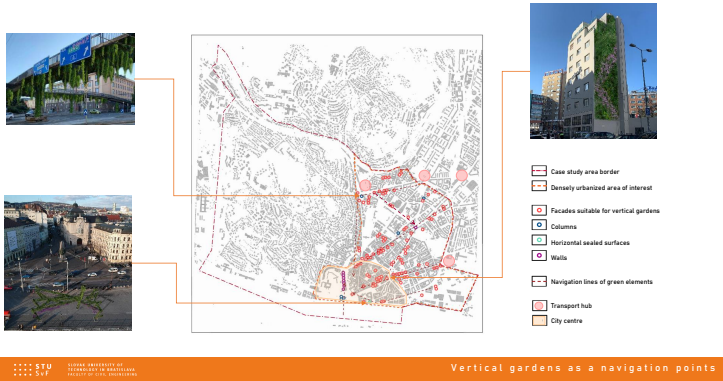 Case study area border
Densely urbanized area of interest
Facades suitable for vertical gardens
Columns
Horizontal sealed surfaces
Walls
Navigation lines of green elements
Transport hub
City centre
STU
SvF
SLOVAK UNIVERSITY OF
TECHNOLOGY IN BRATISLAVA
FACULTY OF CIVIL ENGINEERING
Vertical gardens as a navigation points